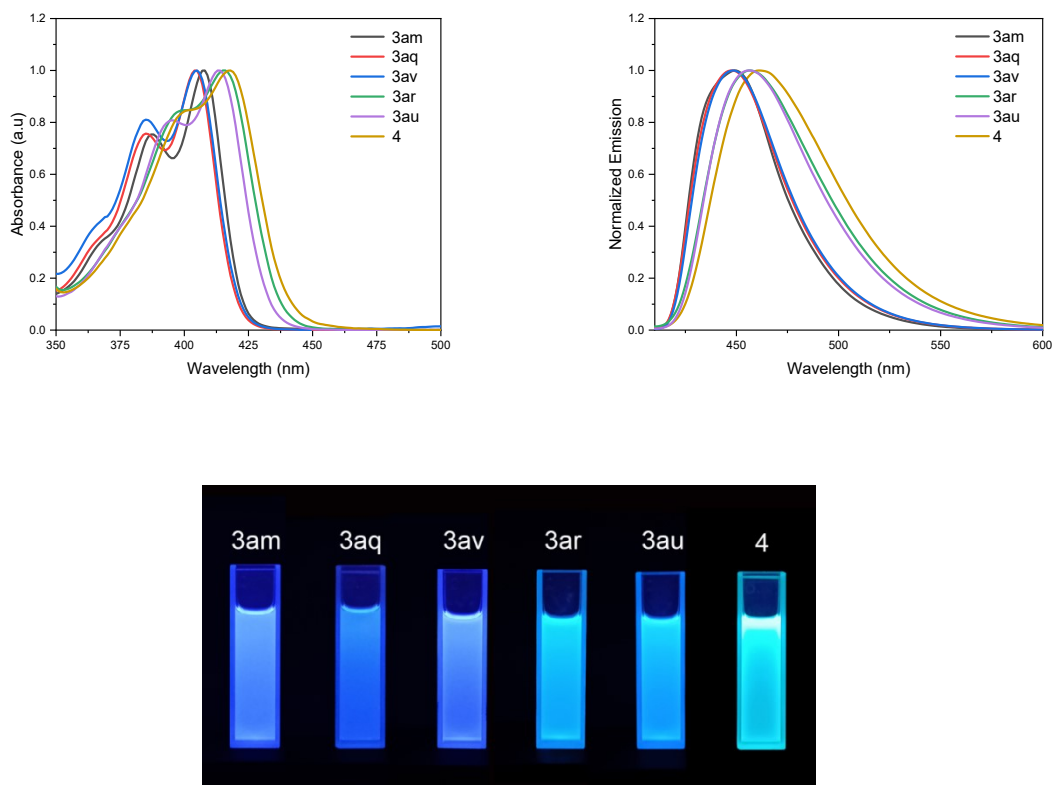 1.2
1.0
0.8
0.6
0.4
0.2
0.0
Absorbance (a.u)
350
375
400
425
450
475
500
Wavelength (nm)
3am
3aq
3av
3ar
3au
4
1.2
1.0
0.8
0.6
0.4
0.2
0.0
Normalized Emission
450
500
550
600
Wavelength (nm)
3am
3aq
3av
3ar
3au
4
3am 3aq 3av 3ar 3au 4